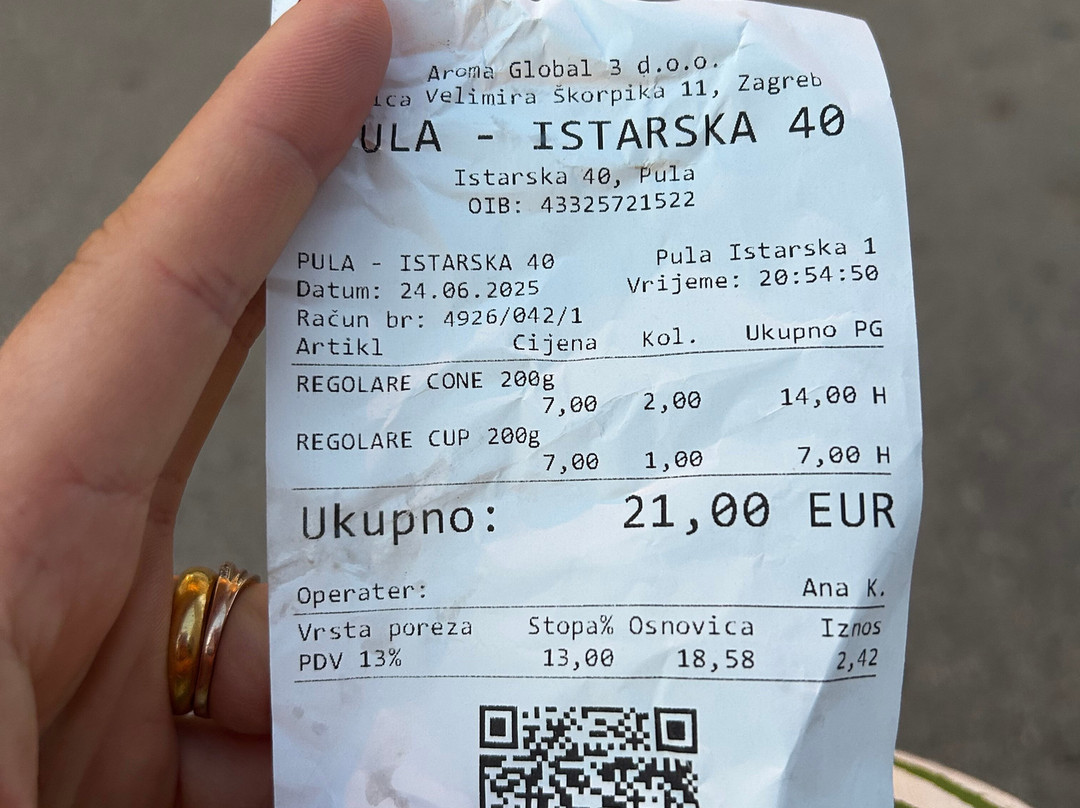 Aroma Global 3 d.o.o.
Velimira Škorpika 11, Zagreb
- ISTARSKA 40
Istarska 40, Pula
OIB: 43325721522
PULA - ISTARSKA 40 Pula Istarska 1
Datum: 24.06.2025 Vrijeme: 20:54:50
Račun br: 4926/042/1
Artikl Cijena Kol. Ukupno PG
REGOLARE CONE 200g
7,00 2,00 14,00 H
REGOLARE CUP 200g
7,00 1,00 7,00 H
Ukupno: 21,00 EUR
Operater: Ana K.
Vrsta poreza Stopa% Osnovica Iznos
PDV 13% 13,00 18,58 2,42